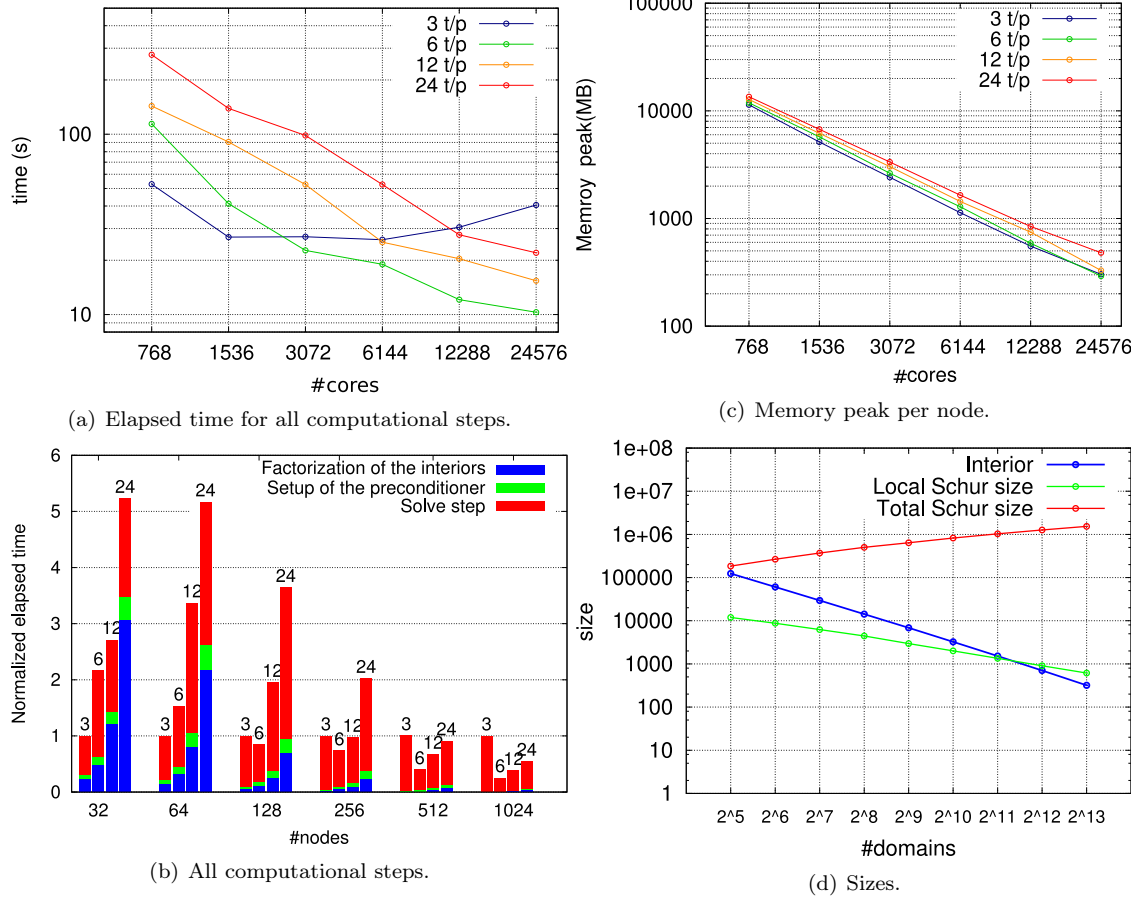 3 t/p
6 t/p
12 t/p
24 t/p
100
10
time (s)
768 1536 3072 6144 12288 24576
#cores
(a) Elapsed time for all computational steps.
3 t/p
6 t/p
12 t/p
24 t/p
100000
10000
1000
100
Memroy peak(MB)
768 1536 3072 6144 12288 24576
#cores
(c) Memory peak per node.
Factorization of the interiors
Setup of the preconditioner
Solve step
6
5
4
3
2
1
0
Normalized elapsed time
3 6 12 24
3 6 12 24
3 6 12 24
3 6 12 24
3 6 12 24
3 6 12 24
32 64 128 256 512 1024
#nodes
(b) All computational steps.
Interior
Local Schur size
Total Schur size
1e+08
1e+07
1e+06
100000
10000
1000
100
10
1
size
2^5 2^6 2^7 2^8 2^9 2^10 2^11 2^12 2^13
#domains
(d) Sizes.